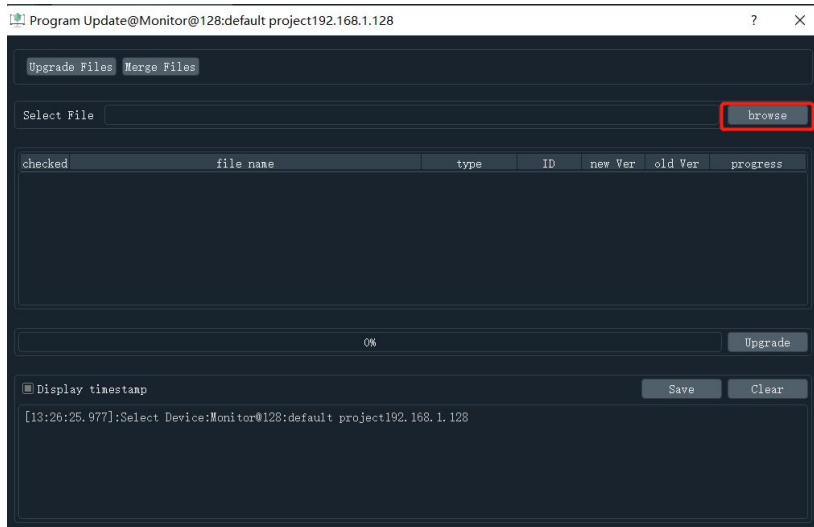 Program Update@Monitor@128:default project192.168.1.128 ? ×
Upgrade Files Merge Files
Select File browse
checked file name type ID new Ver old Ver progress
0% Upgrade
Display timestamp Save Clear
[13:26:25.977]:Select Device:Monitor@128:default project192.168.1.128